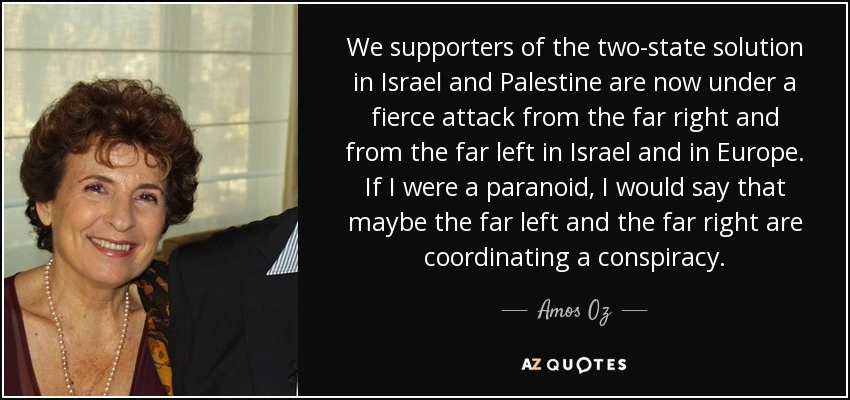 We supporters of the two-state solution
in Israel and Palestine are now under a
fierce attack from the far right and
from the far left in Israel and in Europe.
If I were a paranoid, I would say that
maybe the far left and the far right are
coordinating a conspiracy.
Amos Oz
AZ QUOTES